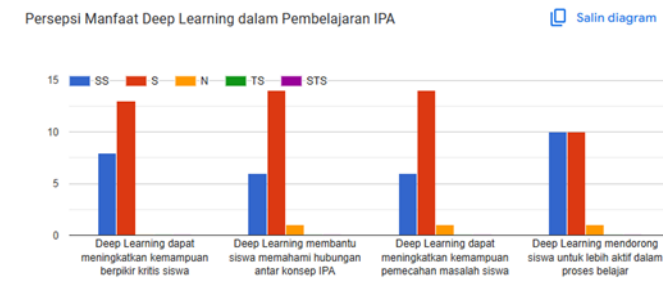 Persepsi Manfaat Deep Learning dalam Pembelajaran IPA
Salin diagram
15
SS S N TS STS
10
5
0
Deep Learning dapat
meningkatkan kemampuan
berpikir kritis siswa
Deep Learning membantu
siswa memahami hubungan
antar konsep IPA
Deep Learning dapat
meningkatkan kemampuan
pemecahan masalah siswa
Deep Learning mendorong
siswa untuk lebih aktif dalam
proses belajar